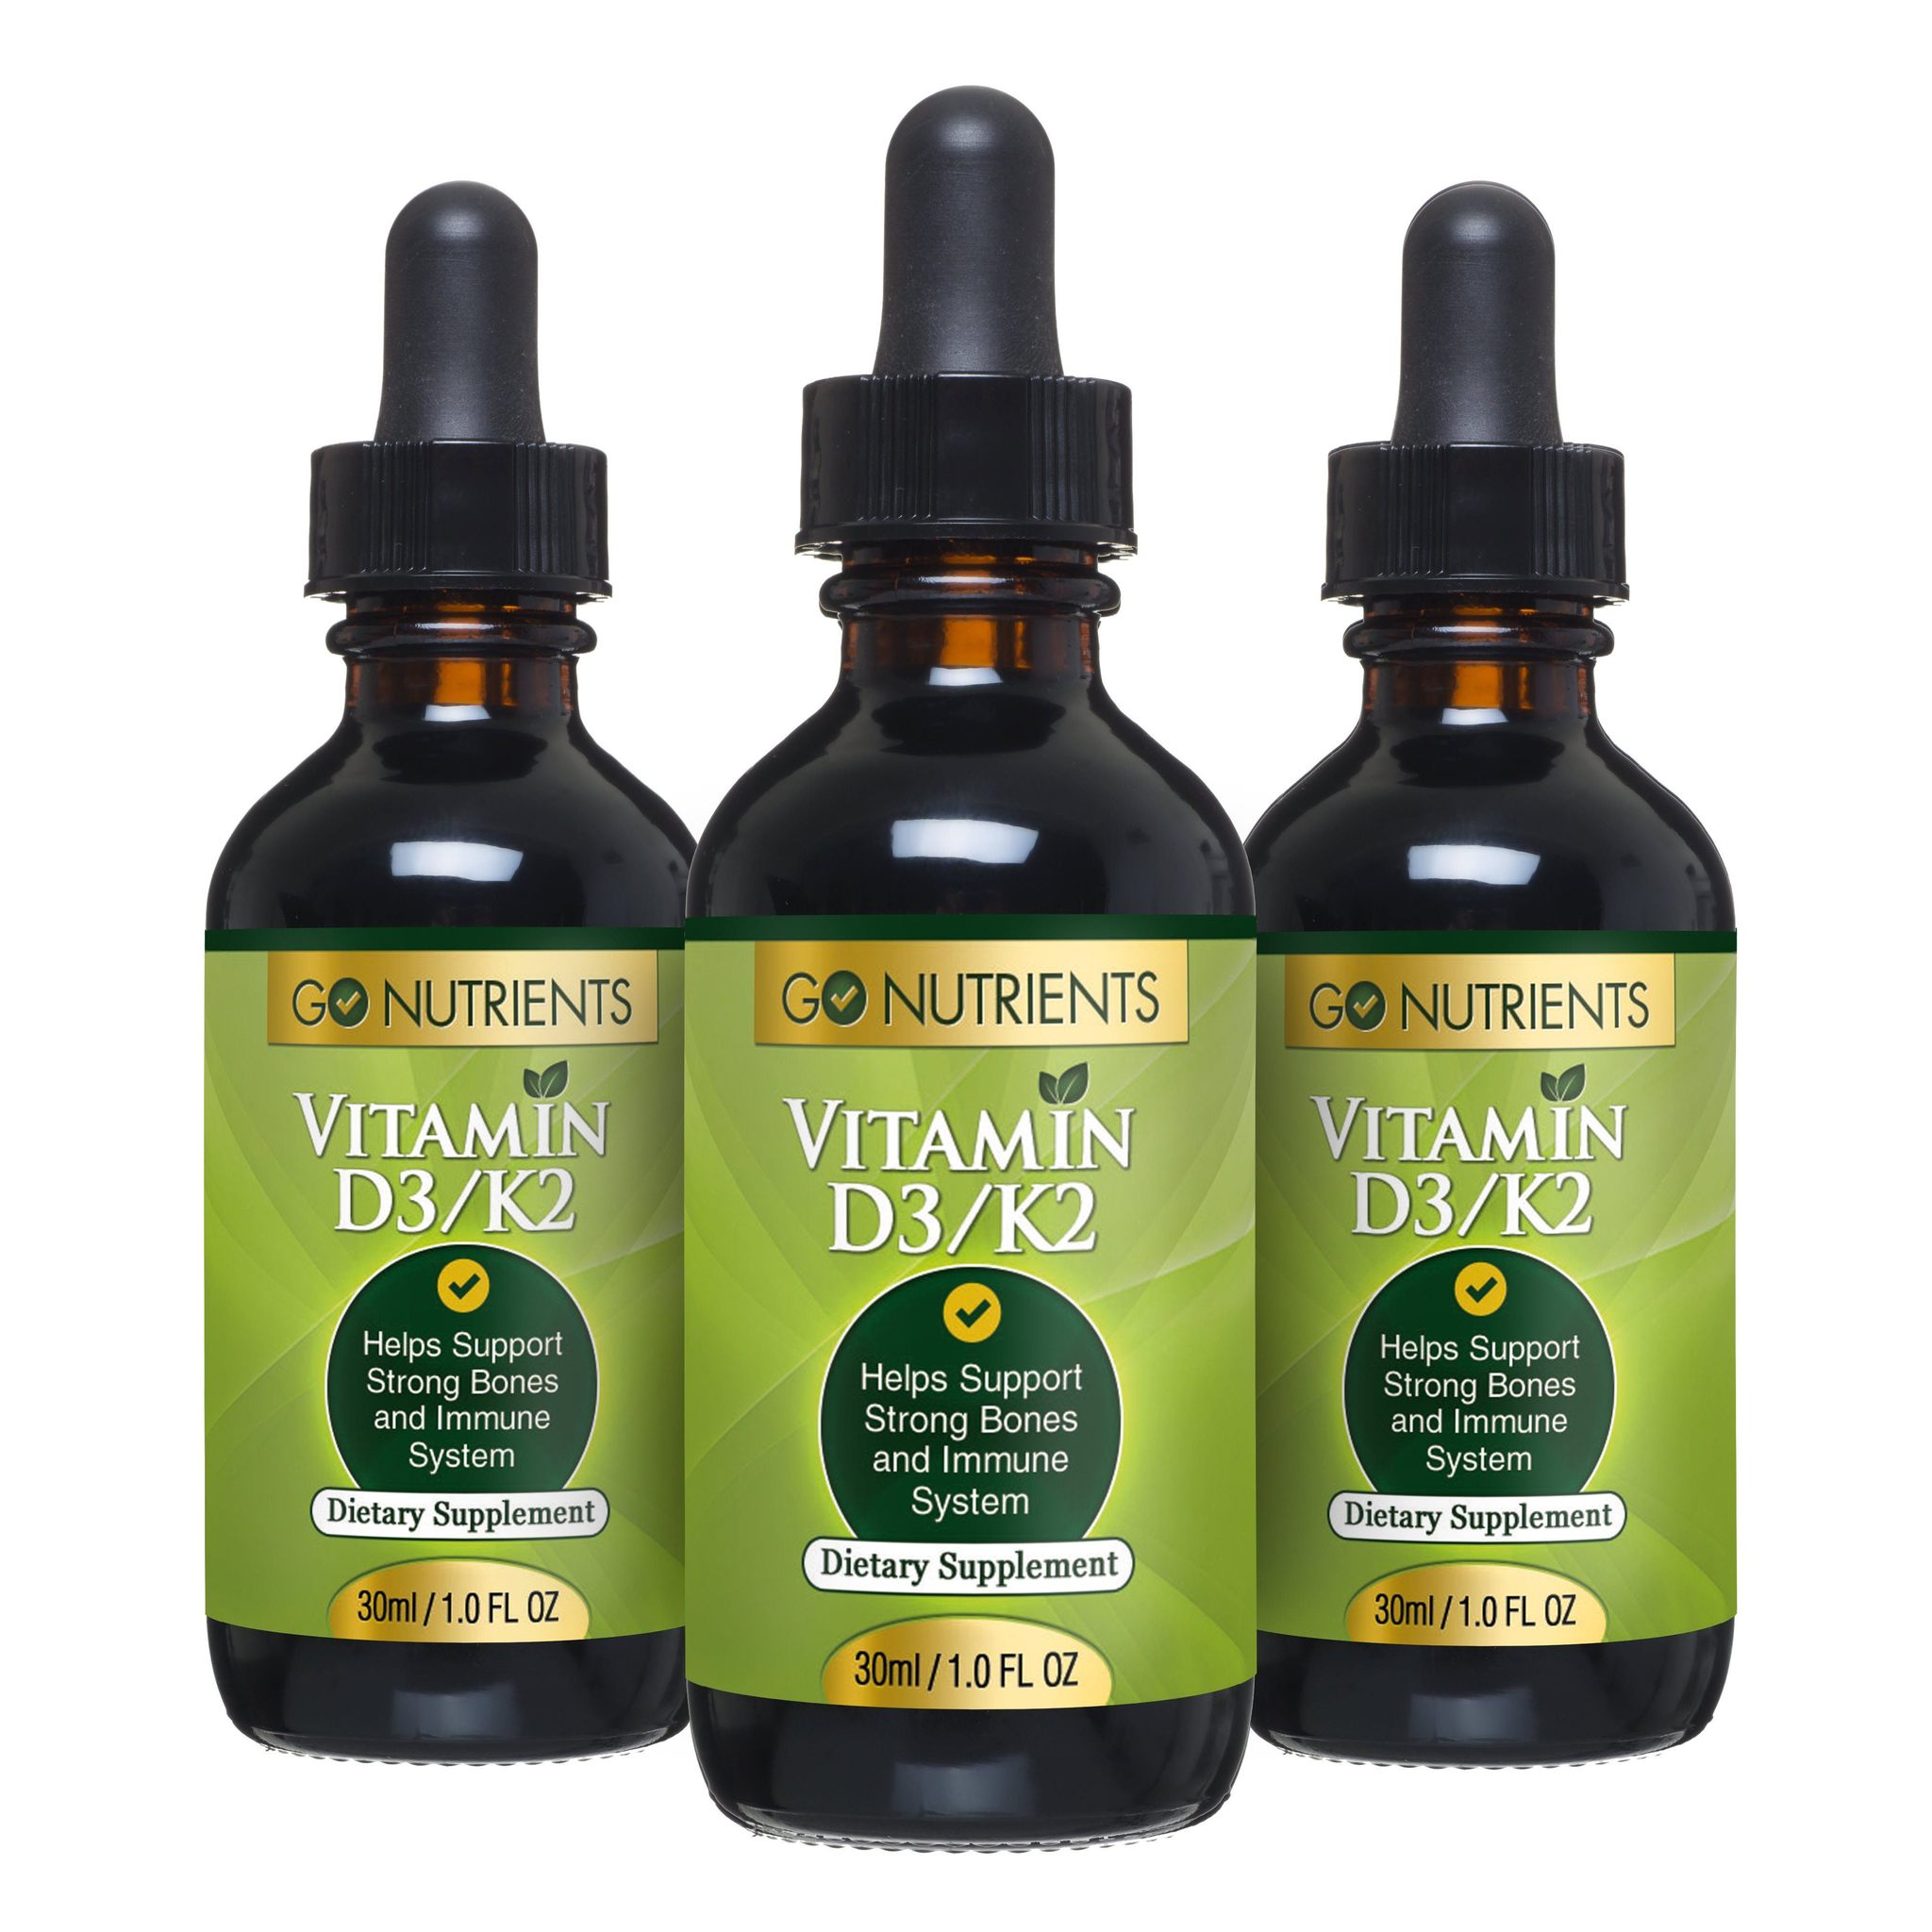 GO NUTRIENTS
VITAMIN
D3/K2
Helps Support
Strong Bones
and Immune
System
Dietary Supplement
30ml / 1.0 FL OZ
GO NUTRIENTS
VITAMIN
D3/K2
Helps Support
Strong Bones
and Immune
System
Dietary Supplement
30ml / 1.0 FL OZ
GO NUTRIENTS
VITAMIN
D3/K2
Helps Support
Strong Bones
and Immune
System
Dietary Supplement
30ml / 1.0 FL OZ